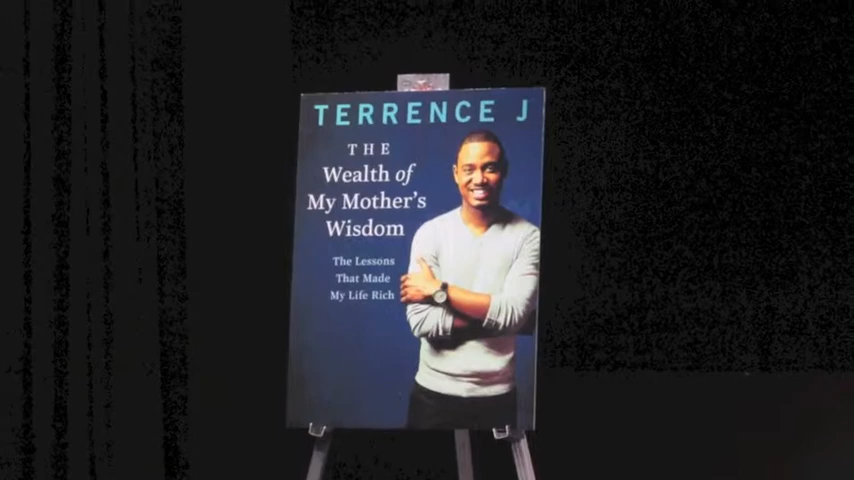 TERRENCE J
THE
Wealth of
My Mother's
Wisdom
The Lessons
That Made
My Life Rich